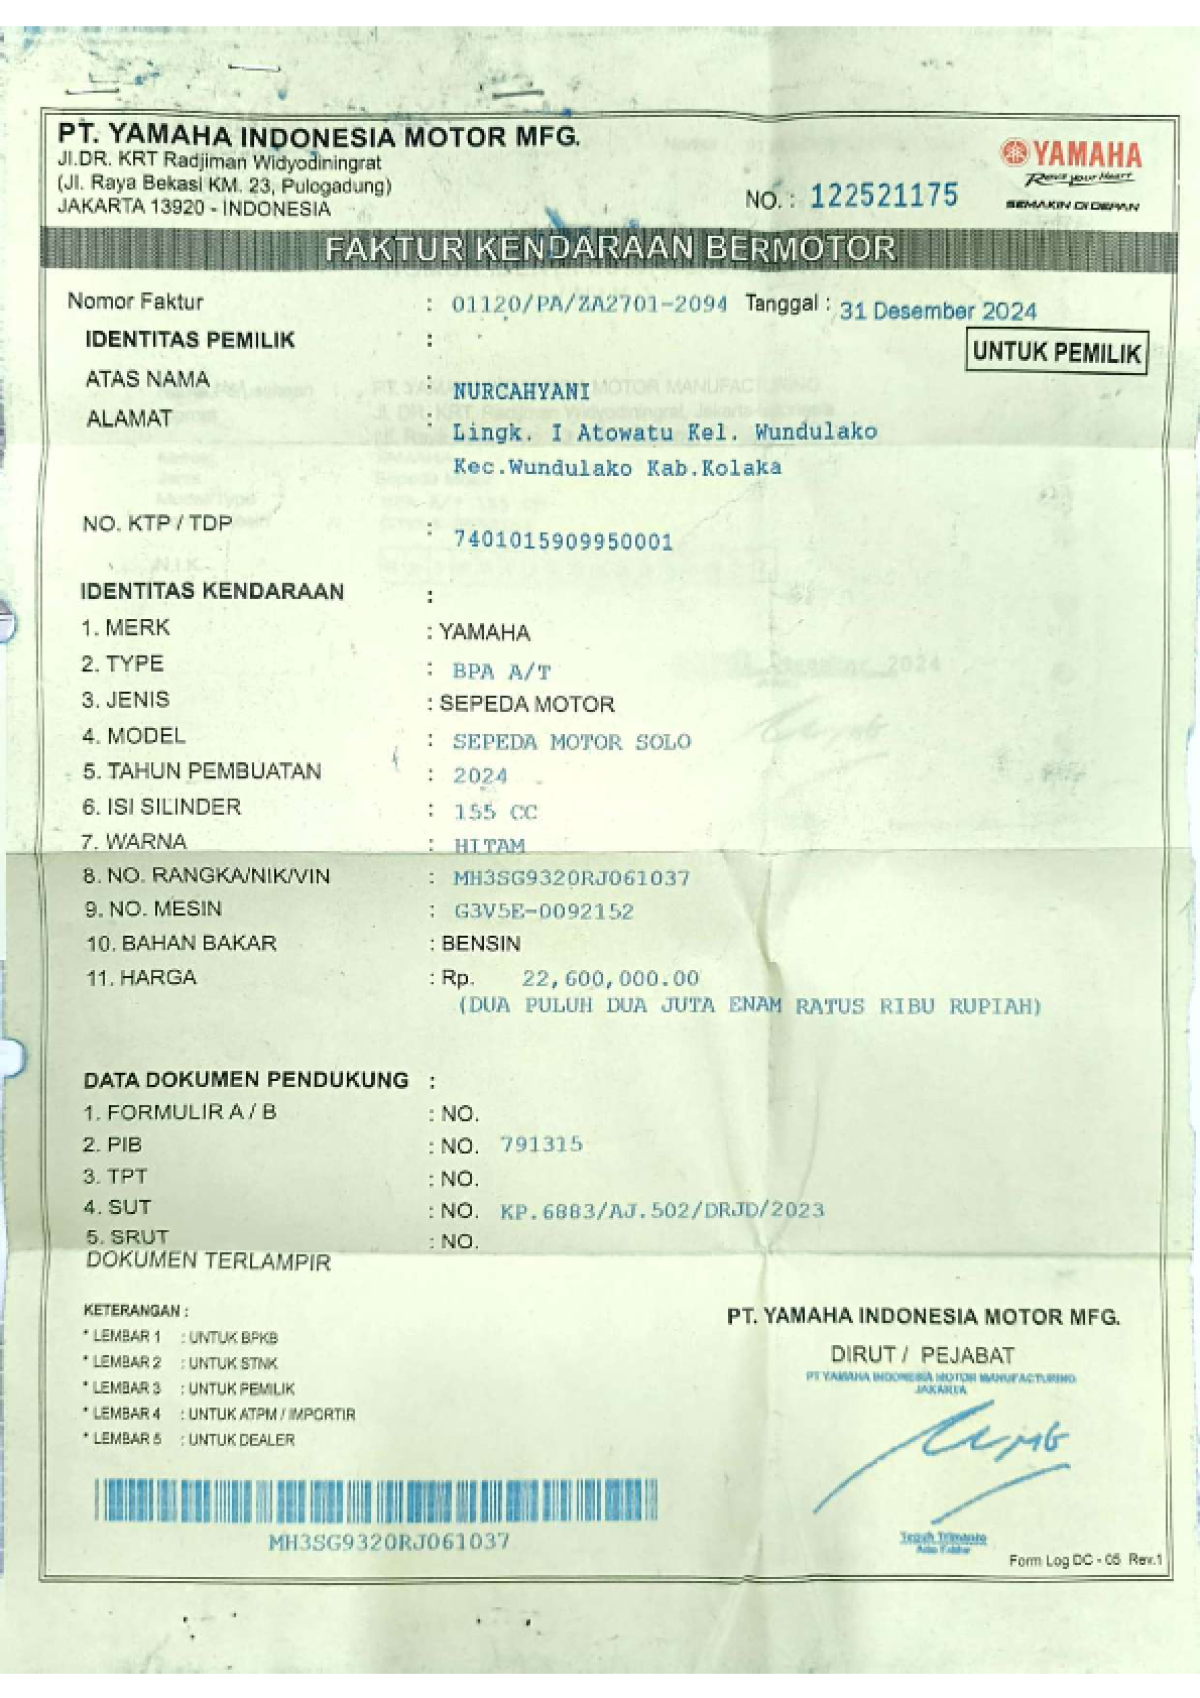 PT. YAMAHA INDONESIA MOTOR MFG.
Jl.DR. KRT Radjiman Widyodiningrat
(Jl. Raya Bekasi KM. 23, Pulogadung)
JAKARTA 13920 - INDONESIA
NO. : 122521175
YAMAHA
Revs your Heart
SEMAKIN DI DEPAN
FAKTUR KENDARAAN BERMOTOR
Nomor Faktur : 01120/PA/ZA2701-2094 Tanggal : 31 Desember 2024
IDENTITAS PEMILIK :
UNTUK PEMILIK
ATAS NAMA : NURCAHYANI
ALAMAT : Lingk. I Atowatu Kel. Wundulako
Kec.Wundulako Kab.Kolaka
NO. KTP / TDP : 7401015909950001
IDENTITAS KENDARAAN :
1. MERK : YAMAHA
2. TYPE : BPA A/T
3. JENIS : SEPEDA MOTOR
4. MODEL : SEPEDA MOTOR SOLO
5. TAHUN PEMBUATAN : 2024
6. ISI SILINDER : 155 CC
7. WARNA : HITAM
8. NO. RANGKA/NIK/VIN : MH3SG9320RJ061037
9. NO. MESIN : G3V5E-0092152
10. BAHAN BAKAR : BENSIN
11. HARGA : Rp. 22,600,000.00
(DUA PULUH DUA JUTA ENAM RATUS RIBU RUPIAH)
DATA DOKUMEN PENDUKUNG :
1. FORMULIR A / B : NO.
2. PIB : NO. 791315
3. TPT : NO.
4. SUT : NO. KP.6883/AJ.502/DRJD/2023
5. SRUT : NO.
DOKUMEN TERLAMPIR
KETERANGAN :
* LEMBAR 1 : UNTUK BPKB
* LEMBAR 2 : UNTUK STNK
* LEMBAR 3 : UNTUK PEMILIK
* LEMBAR 4 : UNTUK ATPM / IMPORTIR
* LEMBAR 5 : UNTUK DEALER
MH3SG9320RJ061037
PT. YAMAHA INDONESIA MOTOR MFG.
DIRUT / PEJABAT
PT YAMAHA INDONESIA MOTOR MANUFACTURING
JAKARTA
Teguh Trimanto
Form Log DC - 05 Rev.1